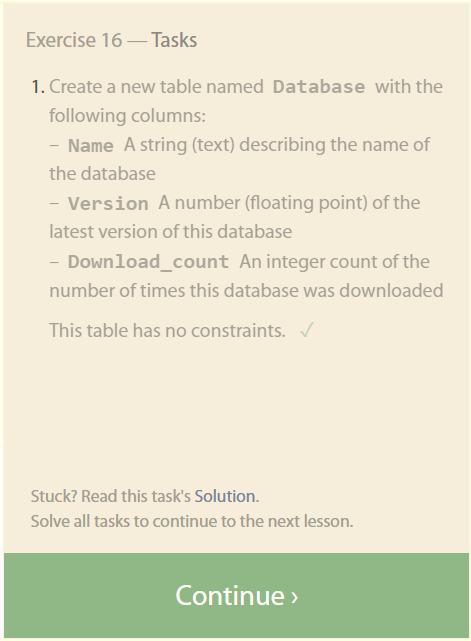 Exercise 16 — Tasks
1. Create a new table named Database with the
following columns:
– Name A string (text) describing the name of
the database
– Version A number (floating point) of the
latest version of this database
– Download_count An integer count of the
number of times this database was downloaded
This table has no constraints. ✓
Stuck? Read this task's Solution.
Solve all tasks to continue to the next lesson.
Continue ›